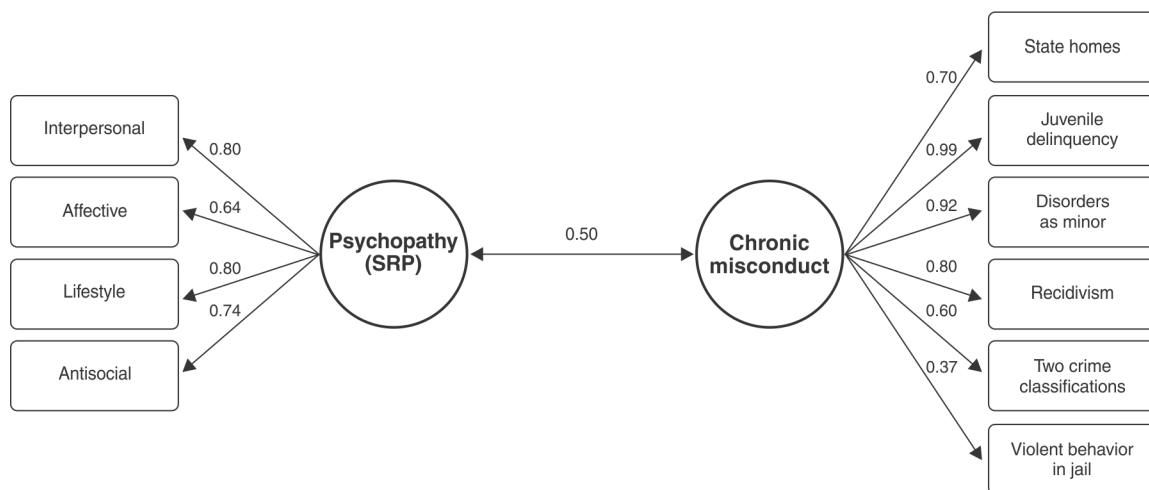 Interpersonal
Affective
Lifestyle
Antisocial
0.80
0.64
0.80
0.74
Psychopathy
(SRP)
0.50
Chronic
misconduct
0.70
0.99
0.92
0.80
0.60
0.37
State homes
Juvenile
delinquency
Disorders
as minor
Recidivism
Two crime
classifications
Violent behavior
in jail